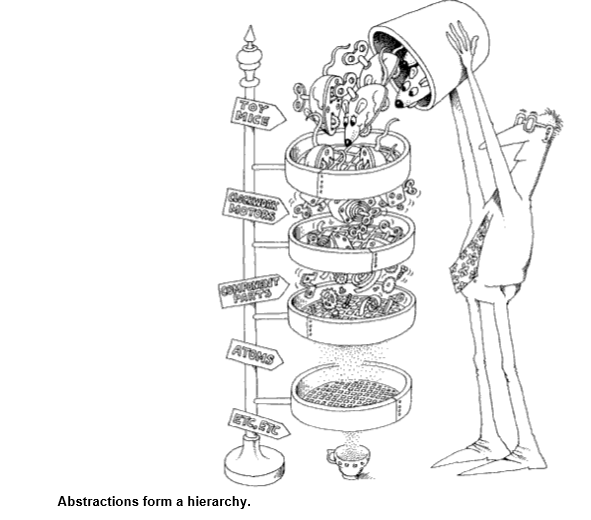 TOY
MICE
CLOCKWORK
MOTORS
COMPONENT
PARTS
ATOMS
ETC, ETC
Abstractions form a hierarchy.